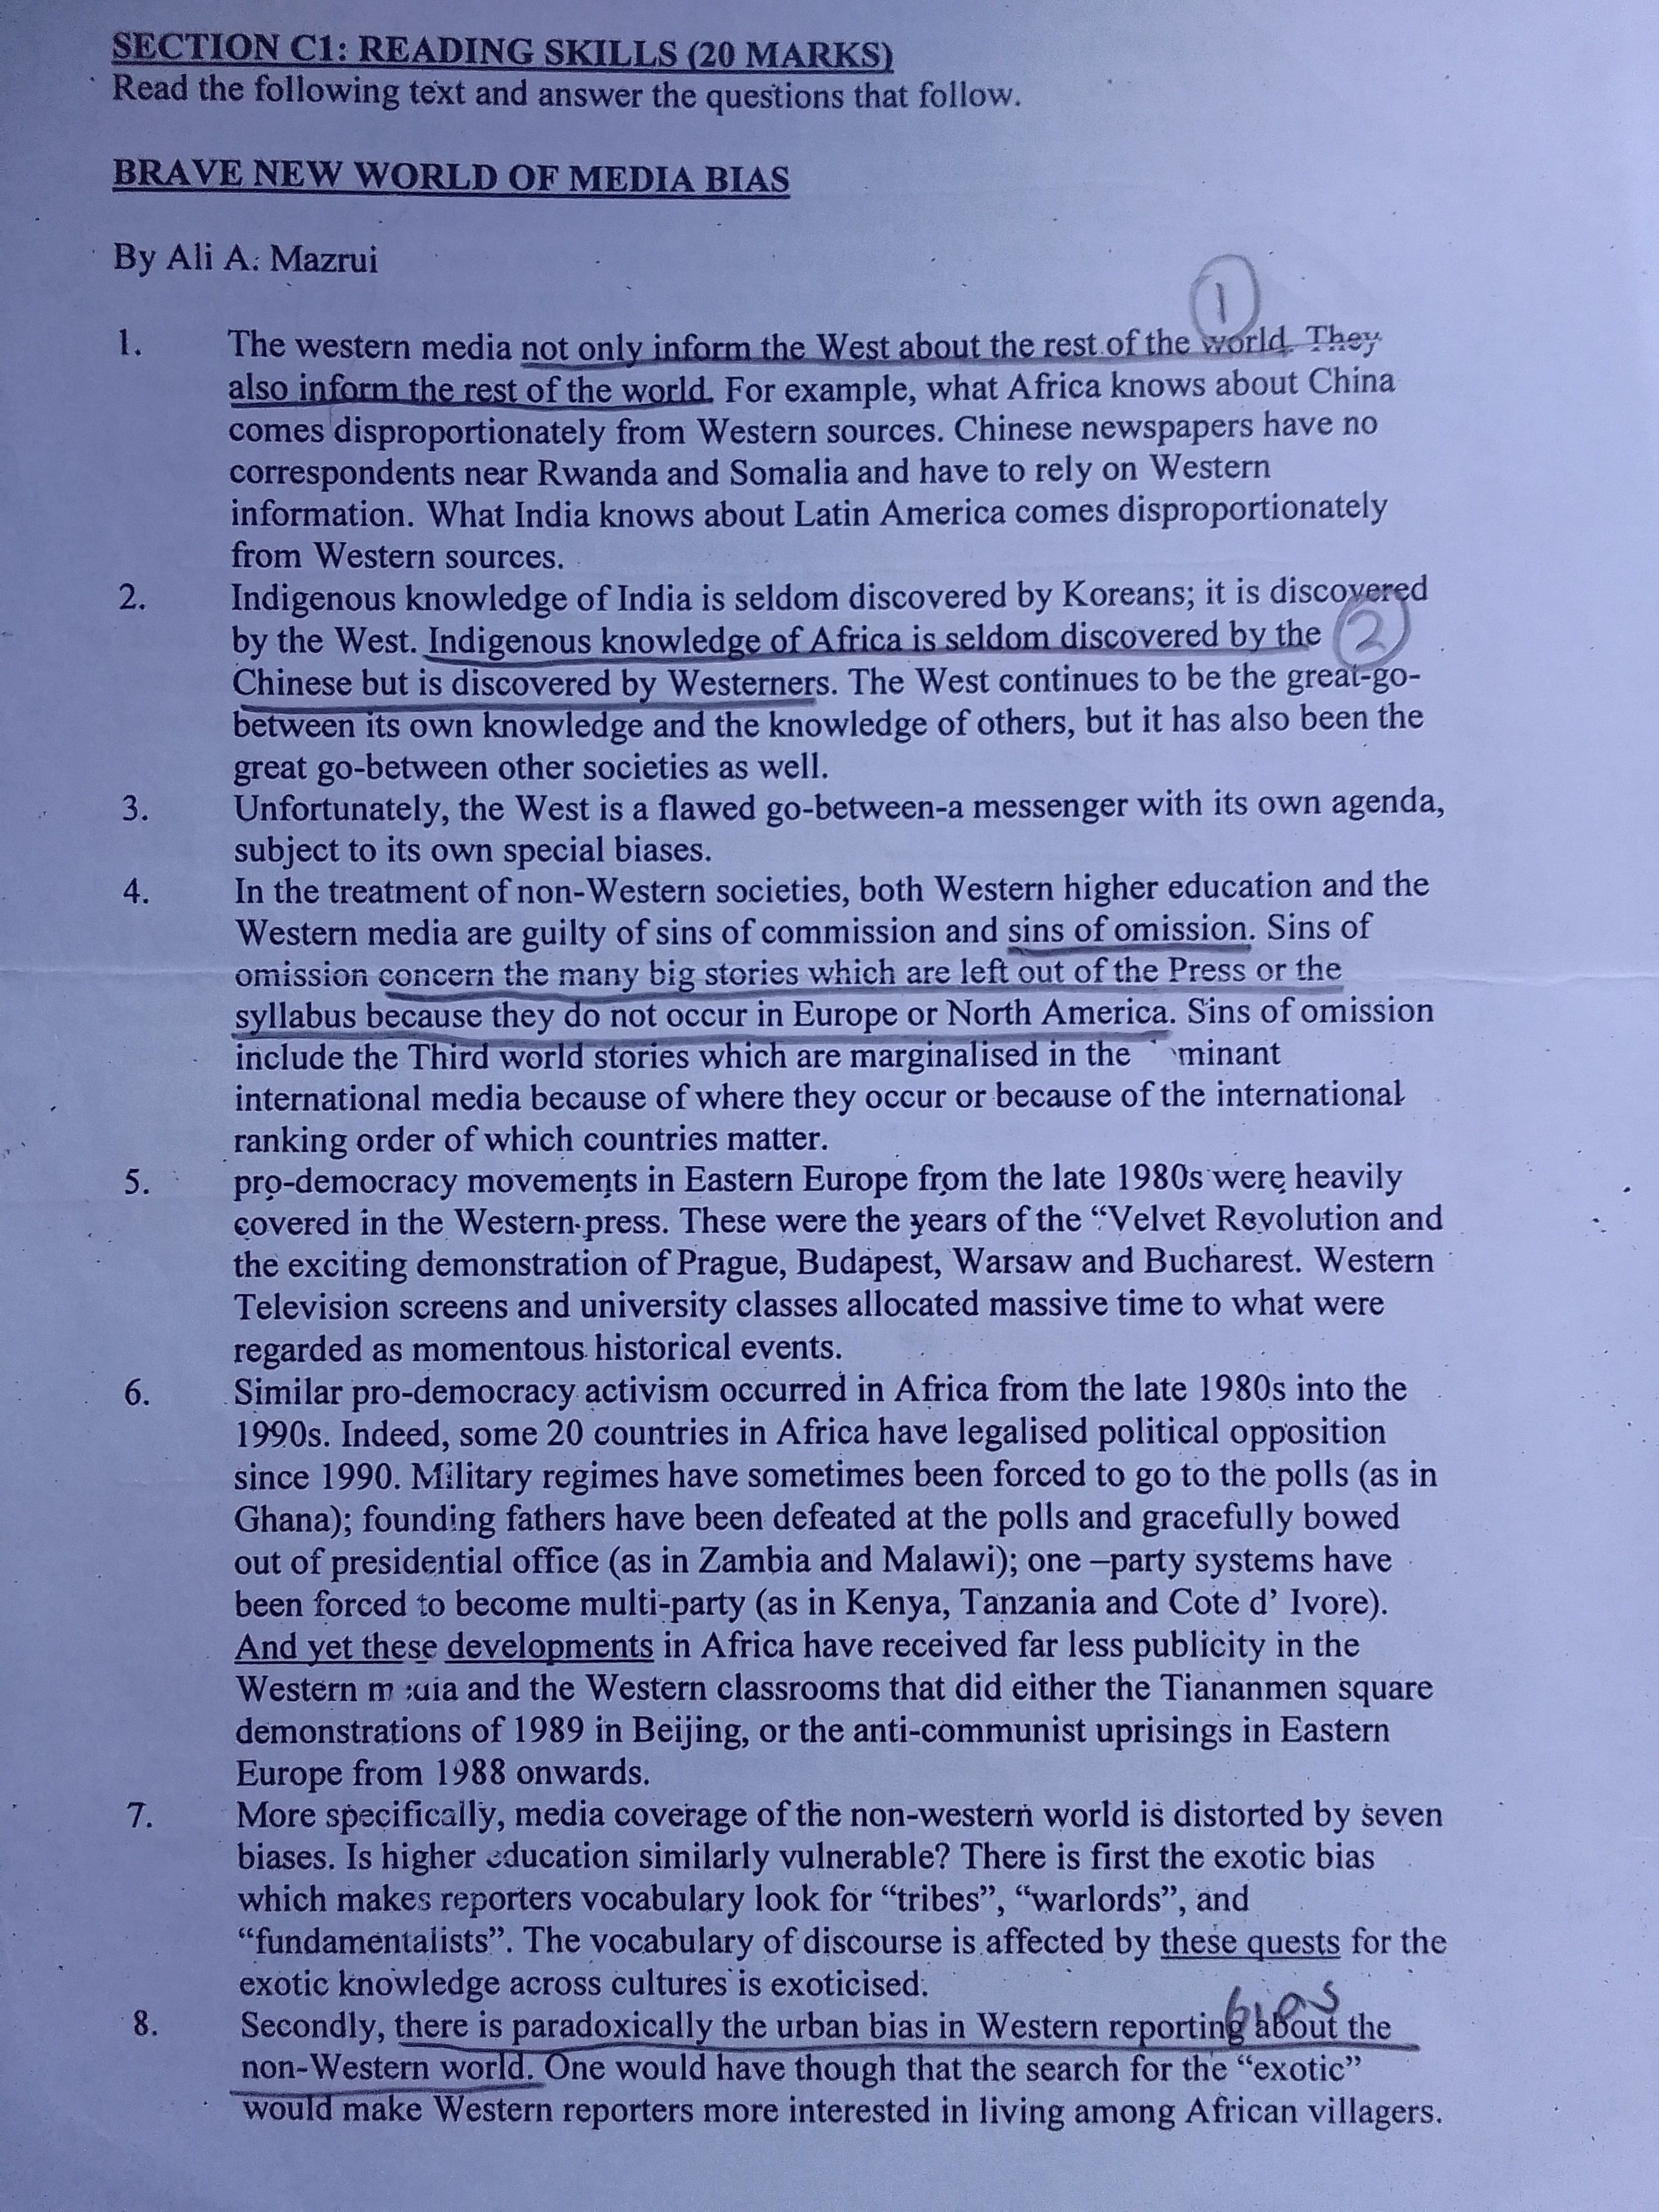 SECTION C1: READING SKILLS (20 MARKS)
Read the following text and answer the questions that follow.
BRAVE NEW WORLD OF MEDIA BIAS
By Ali A. Mazrui
1
1. The western media not only inform the West about the rest of the world. They
also inform the rest of the world. For example, what Africa knows about China
comes disproportionately from Western sources. Chinese newspapers have no
correspondents near Rwanda and Somalia and have to rely on Western
information. What India knows about Latin America comes disproportionately
from Western sources.
2. Indigenous knowledge of India is seldom discovered by Koreans; it is discovered
by the West. Indigenous knowledge of Africa is seldom discovered by the 2
Chinese but is discovered by Westerners. The West continues to be the great-go-
between its own knowledge and the knowledge of others, but it has also been the
great go-between other societies as well.
3. Unfortunately, the West is a flawed go-between-a messenger with its own agenda,
subject to its own special biases.
4. In the treatment of non-Western societies, both Western higher education and the
Western media are guilty of sins of commission and sins of omission. Sins of
omission concern the many big stories which are left out of the Press or the
syllabus because they do not occur in Europe or North America. Sins of omission
include the Third world stories which are marginalised in the minant
international media because of where they occur or because of the international
ranking order of which countries matter.
5. pro-democracy movements in Eastern Europe from the late 1980s were heavily
covered in the Western press. These were the years of the “Velvet Revolution and
the exciting demonstration of Prague, Budapest, Warsaw and Bucharest. Western
Television screens and university classes allocated massive time to what were
regarded as momentous historical events.
6. Similar pro-democracy activism occurred in Africa from the late 1980s into the
1990s. Indeed, some 20 countries in Africa have legalised political opposition
since 1990. Military regimes have sometimes been forced to go to the polls (as in
Ghana); founding fathers have been defeated at the polls and gracefully bowed
out of presidential office (as in Zambia and Malawi); one –party systems have
been forced to become multi-party (as in Kenya, Tanzania and Cote d’ Ivore).
And yet these developments in Africa have received far less publicity in the
Western and the Western classrooms that did either the Tiananmen square
demonstrations of 1989 in Beijing, or the anti-communist uprisings in Eastern
Europe from 1988 onwards.
7. More specifically, media coverage of the non-western world is distorted by seven
biases. Is higher education similarly vulnerable? There is first the exotic bias
which makes reporters vocabulary look for “tribes”, “warlords”, and
“fundamentalists”. The vocabulary of discourse is affected by these quests for the
exotic knowledge across cultures is exoticised.
bias
8. Secondly, there is paradoxically the urban bias in Western reporting about the
non-Western world. One would have though that the search for the “exotic”
would make Western reporters more interested in living among African villagers.